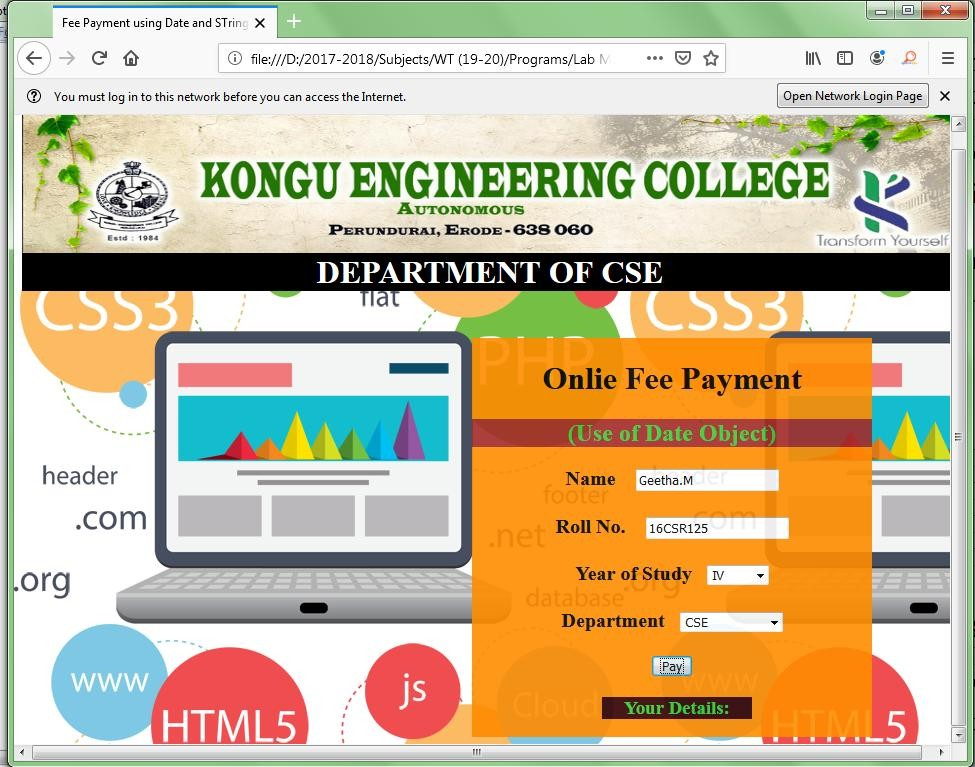 Fee Payment using Date and STring
file:///D:/2017-2018/Subjects/WT (19-20)/Programs/Lab M
You must log in to this network before you can access the Internet.
Open Network Login Page
KONGU ENGINEERING COLLEGE
AUTONOMOUS
PERUNDURAI, ERODE - 638 060
Estd : 1984
Transform Yourself
DEPARTMENT OF CSE
CSS3
flat
CSS3
PHP
Onlie Fee Payment
(Use of Date Object)
header
Name Geetha.M
header
footer
.com
Roll No. 16CSR125
.com
.net
.org
Year of Study IV
.org
database
Department CSE
Pay
www
js
www
Cloud
Your Details:
HTML5
HTML5